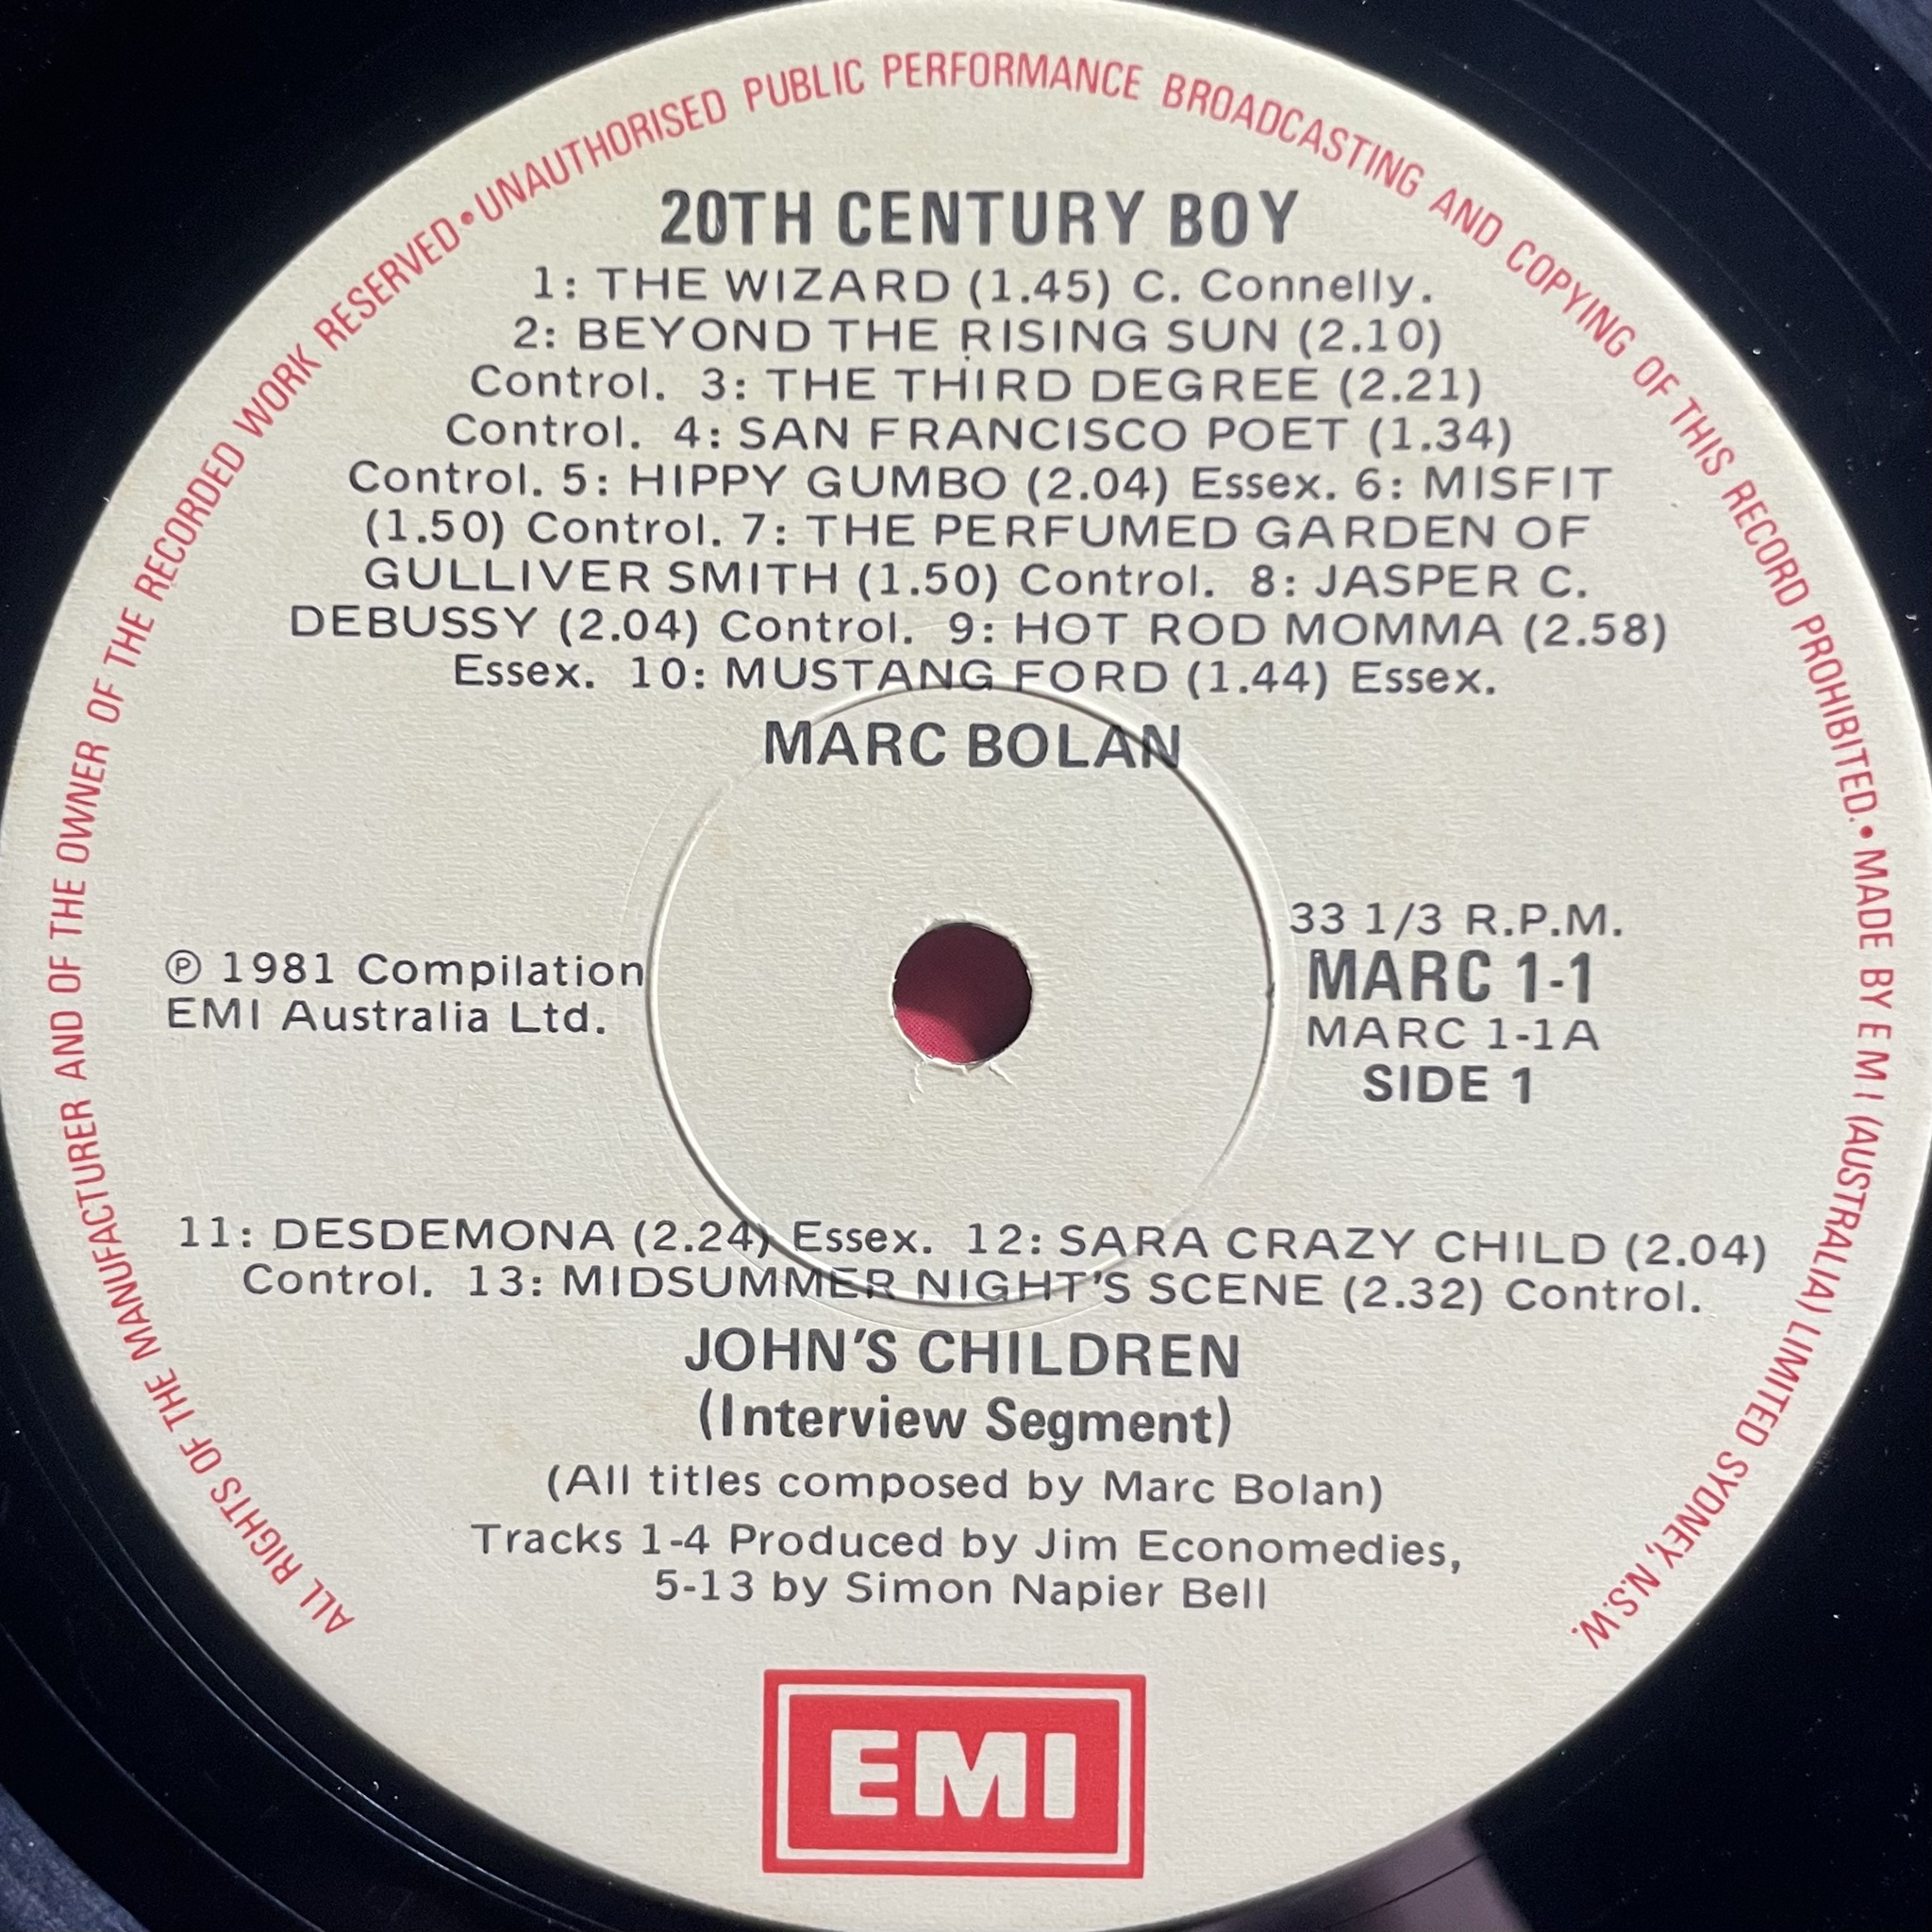 ALL RIGHTS OF THE MANUFACTURER AND OF THE OWNER OF THE RECORDED WORK RESERVED • UNAUTHORISED PUBLIC PERFORMANCE BROADCASTING AND COPYING OF THIS RECORD PROHIBITED. • MADE BY E M I (AUSTRALIA) LIMITED SYDNEY, N.S.W.
20TH CENTURY BOY
1: THE WIZARD (1.45) C. Connelly.
2: BEYOND THE RISING SUN (2.10)
Control. 3: THE THIRD DEGREE (2.21)
Control. 4: SAN FRANCISCO POET (1.34)
Control. 5: HIPPY GUMBO (2.04) Essex. 6: MISFIT
(1.50) Control. 7: THE PERFUMED GARDEN OF
GULLIVER SMITH (1.50) Control. 8: JASPER C.
DEBUSSY (2.04) Control. 9: HOT ROD MOMMA (2.58)
Essex. 10: MUSTANG FORD (1.44) Essex.
MARC BOLAN
℗ 1981 Compilation
EMI Australia Ltd.
33 1/3 R.P.M.
MARC 1-1
MARC 1-1A
SIDE 1
11: DESDEMONA (2.24) Essex. 12: SARA CRAZY CHILD (2.04)
Control. 13: MIDSUMMER NIGHT'S SCENE (2.32) Control.
JOHN'S CHILDREN
(Interview Segment)
(All titles composed by Marc Bolan)
Tracks 1-4 Produced by Jim Economedies,
5-13 by Simon Napier Bell
EMI